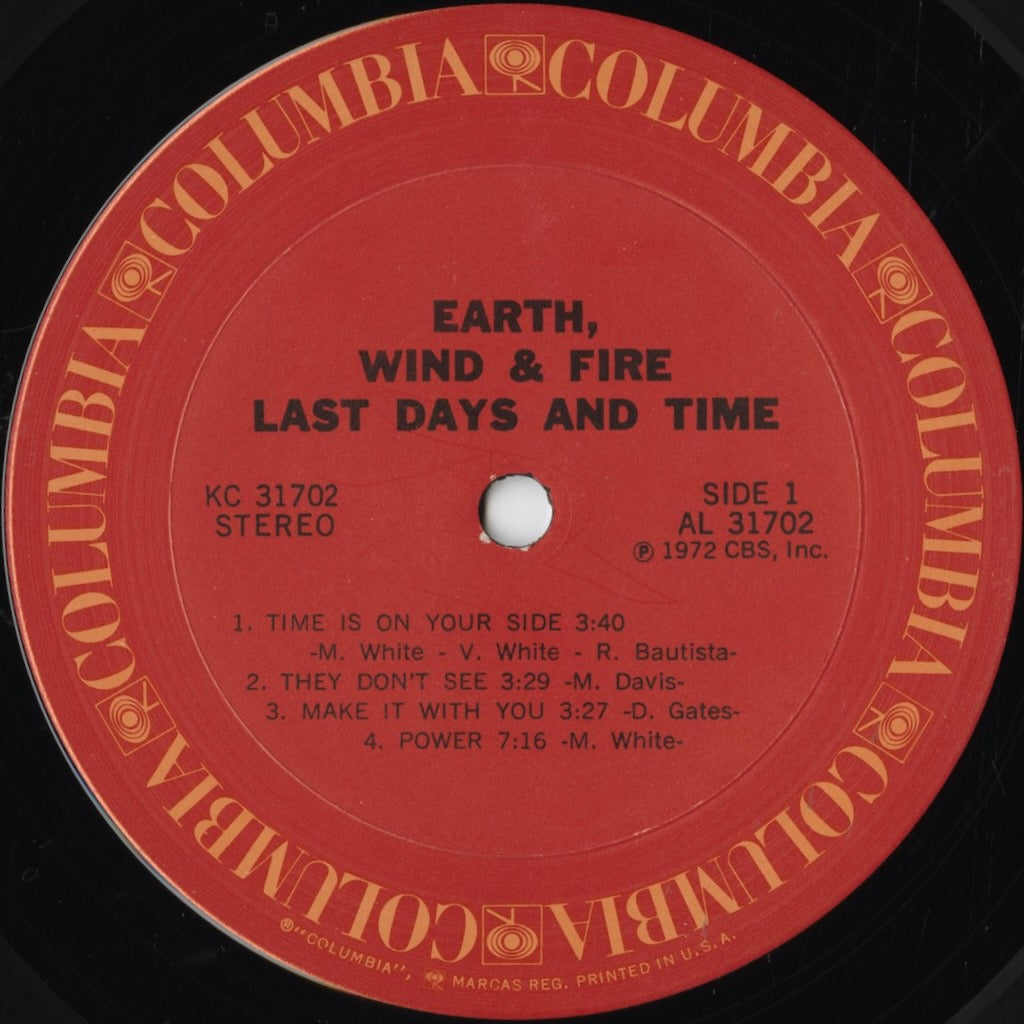 COLUMBIA COLUMBIA COLUMBIA COLUMBIA COLUMBIA COLUMBIA
EARTH,
WIND & FIRE
LAST DAYS AND TIME
KC 31702
STEREO
SIDE 1
AL 31702
Ⓟ 1972 CBS, Inc.
1. TIME IS ON YOUR SIDE 3:40
-M. White - V. White - R. Bautista-
2. THEY DON'T SEE 3:29 -M. Davis-
3. MAKE IT WITH YOU 3:27 -D. Gates-
4. POWER 7:16 -M. White-
®"COLUMBIA", MARCAS REG. PRINTED IN U.S.A.